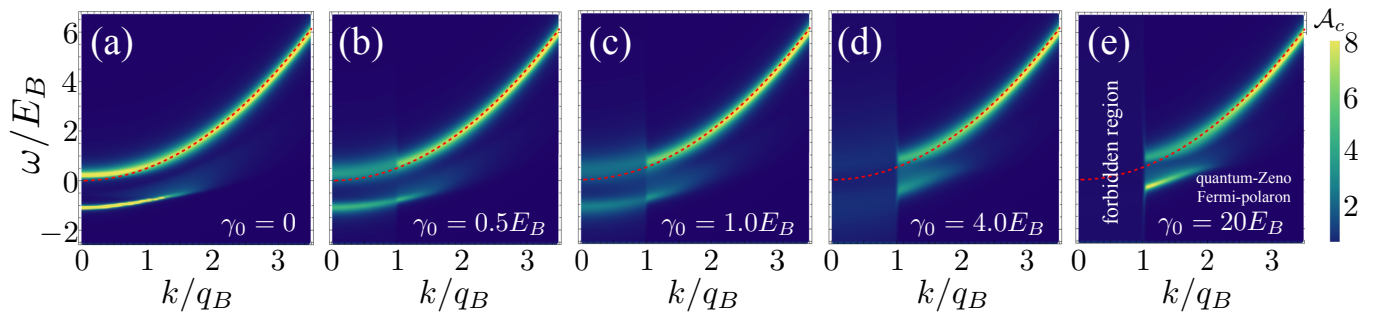 (a) (b) (c) (d) (e) 𝒜_c
ω/E_B
6
4
2
0
−2
8
6
4
2
forbidden region
quantum-Zeno
Fermi-polaron
γ_0 = 0 γ_0 = 0.5E_B γ_0 = 1.0E_B γ_0 = 4.0E_B γ_0 = 20E_B
0 1 2 3 0 1 2 3 0 1 2 3 0 1 2 3 0 1 2 3
k/q_B k/q_B k/q_B k/q_B k/q_B